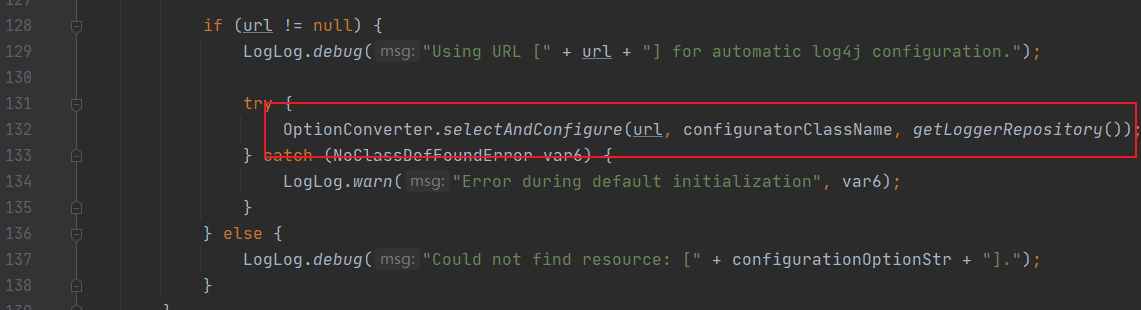 128 if (url != null) {
129 LogLog.debug( msg: "Using URL [" + url + "] for automatic log4j configuration.");
130
131 try {
132 OptionConverter.selectAndConfigure(url, configuratorClassName, getLoggerRepository());
133 } catch (NoClassDefFoundError var6) {
134 LogLog.warn( msg: "Error during default initialization", var6);
135 }
136 } else {
137 LogLog.debug( msg: "Could not find resource: [" + configurationOptionStr + "].");
138 }